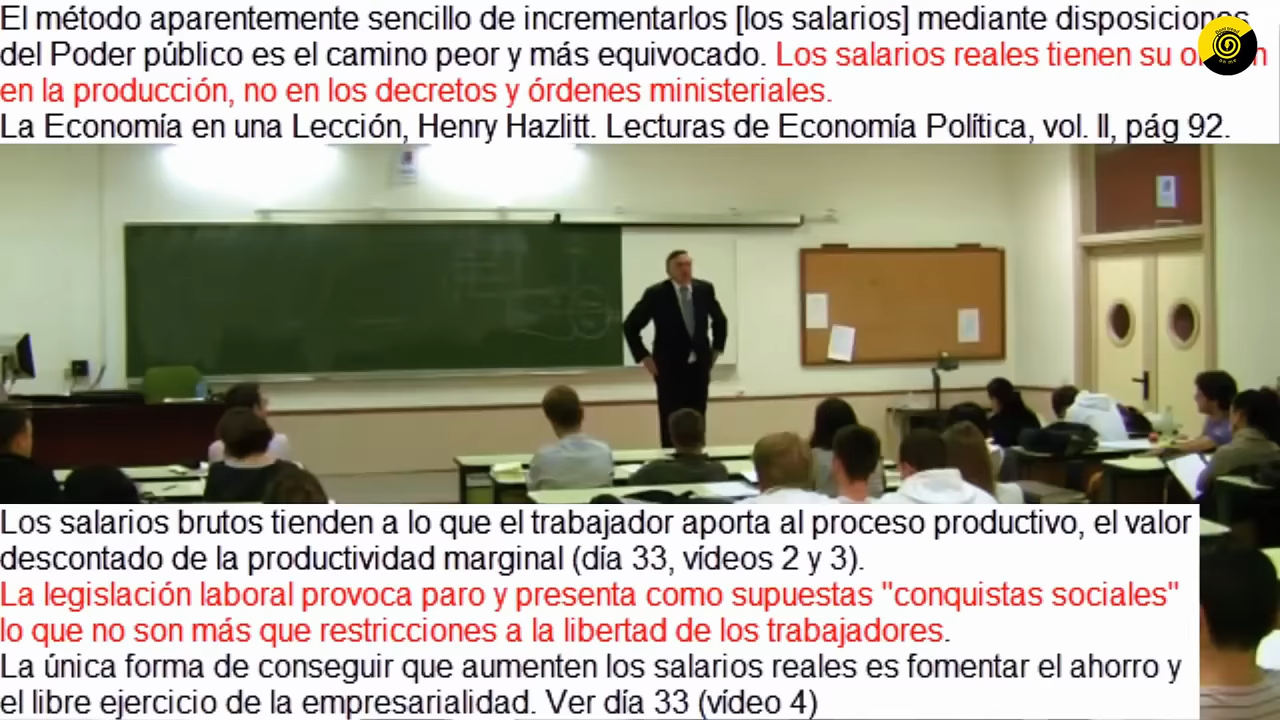 El método aparentemente sencillo de incrementarlos [los salarios] mediante disposiciones
del Poder público es el camino peor y más equivocado. Los salarios reales tienen su
en la producción, no en los decretos y órdenes ministeriales.
La Economía en una Lección, Henry Hazlitt. Lecturas de Economía Política, vol. II, pág 92.
Los salarios brutos tienden a lo que el trabajador aporta al proceso productivo, el valor
descontado de la productividad marginal (día 33, vídeos 2 y 3).
La legislación laboral provoca paro y presenta como supuestas "conquistas sociales"
lo que no son más que restricciones a la libertad de los trabajadores.
La única forma de conseguir que aumenten los salarios reales es fomentar el ahorro y
el libre ejercicio de la empresarialidad. Ver día 33 (vídeo 4)